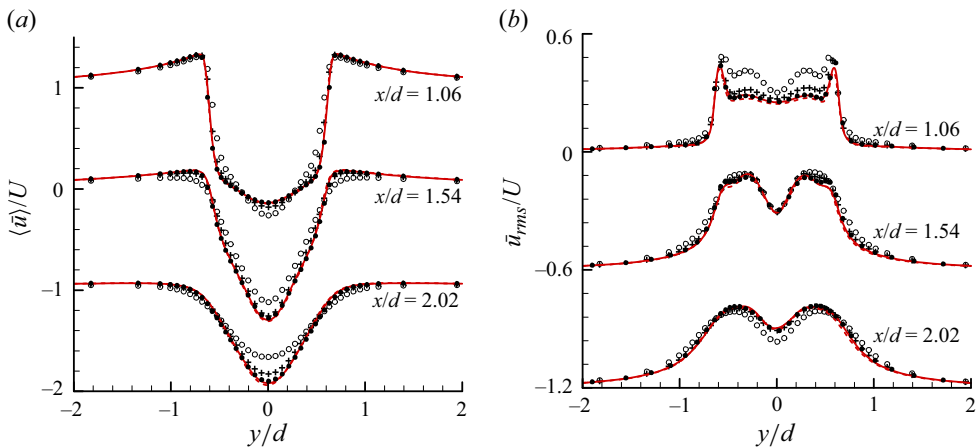 (a)
1
0
−1
−2
⟨ū⟩/U
x/d = 1.06
x/d = 1.54
x/d = 2.02
−2
−1
0
1
2
y/d
(b)
0.6
0
−0.6
−1.2
ū_rms/U
x/d = 1.06
x/d = 1.54
x/d = 2.02
−2
−1
0
1
2
y/d